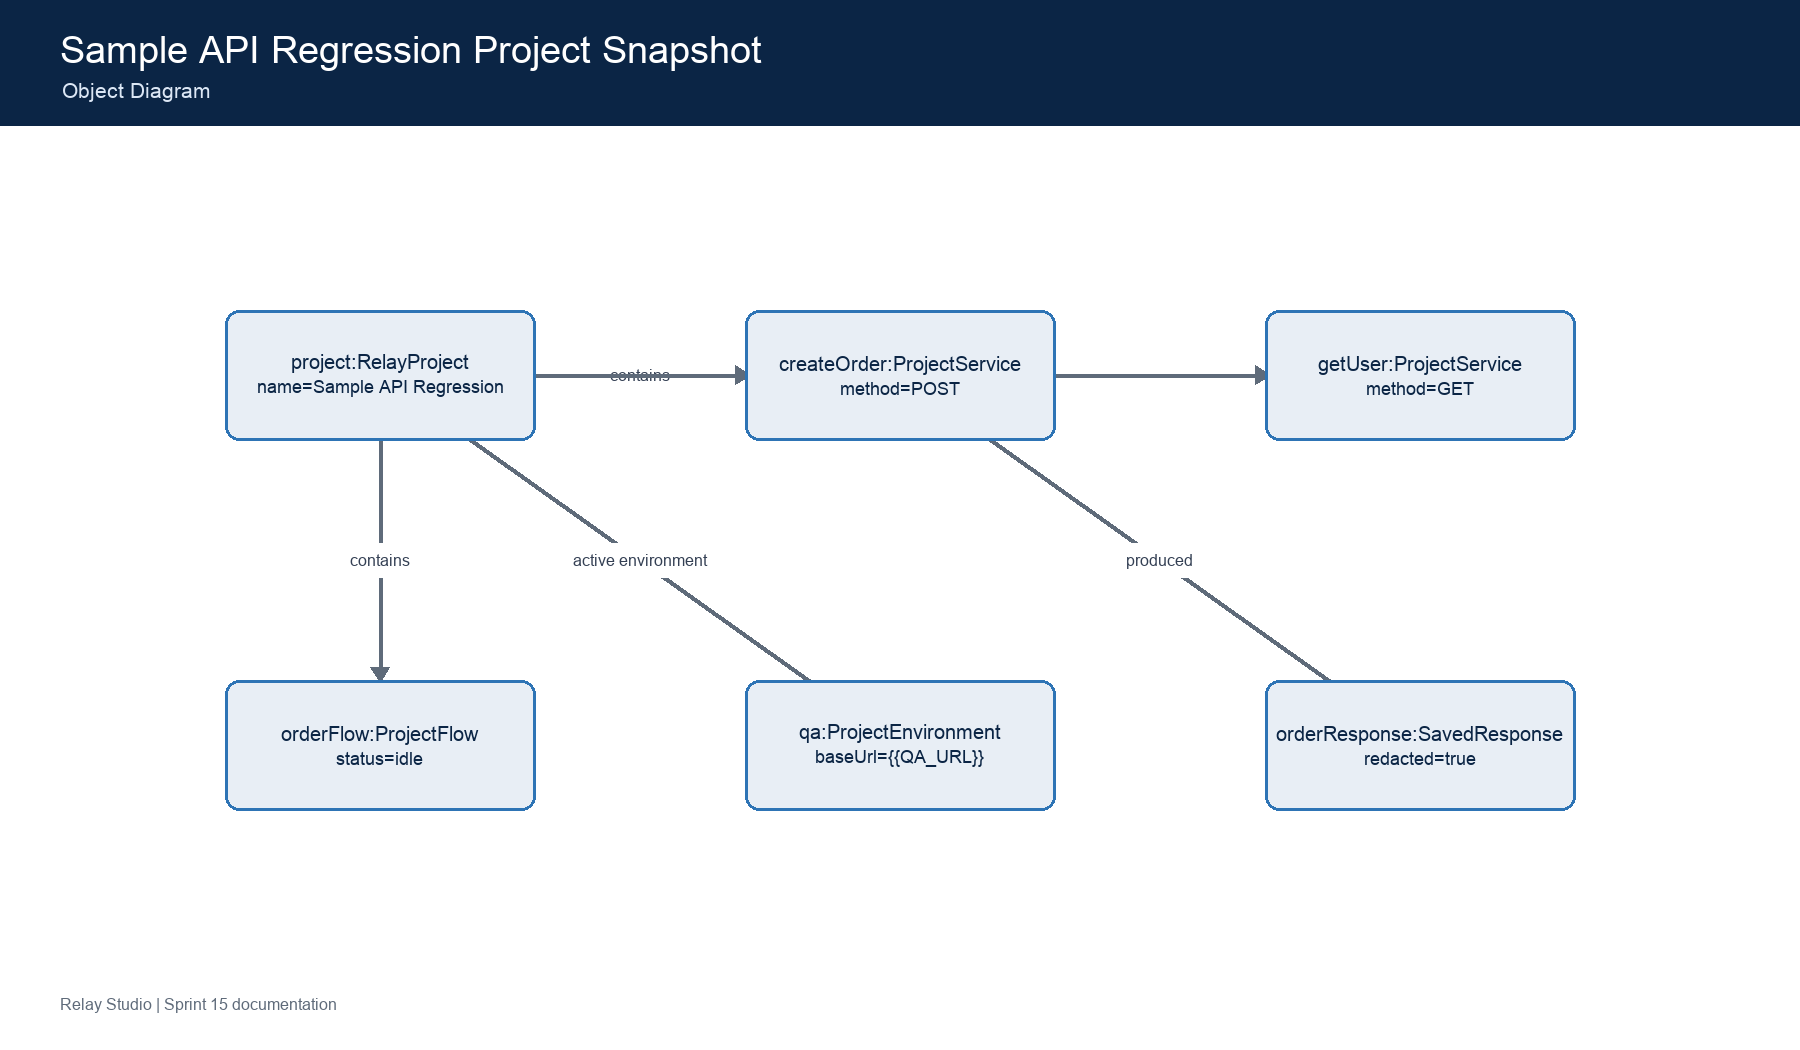 Sample API Regression Project Snapshot
Object Diagram
project:RelayProject
name=Sample API Regression
contains
createOrder:ProjectService
method=POST
getUser:ProjectService
method=GET
contains
active environment
produced
orderFlow:ProjectFlow
status=idle
qa:ProjectEnvironment
baseUrl={{QA_URL}}
orderResponse:SavedResponse
redacted=true
Relay Studio | Sprint 15 documentation